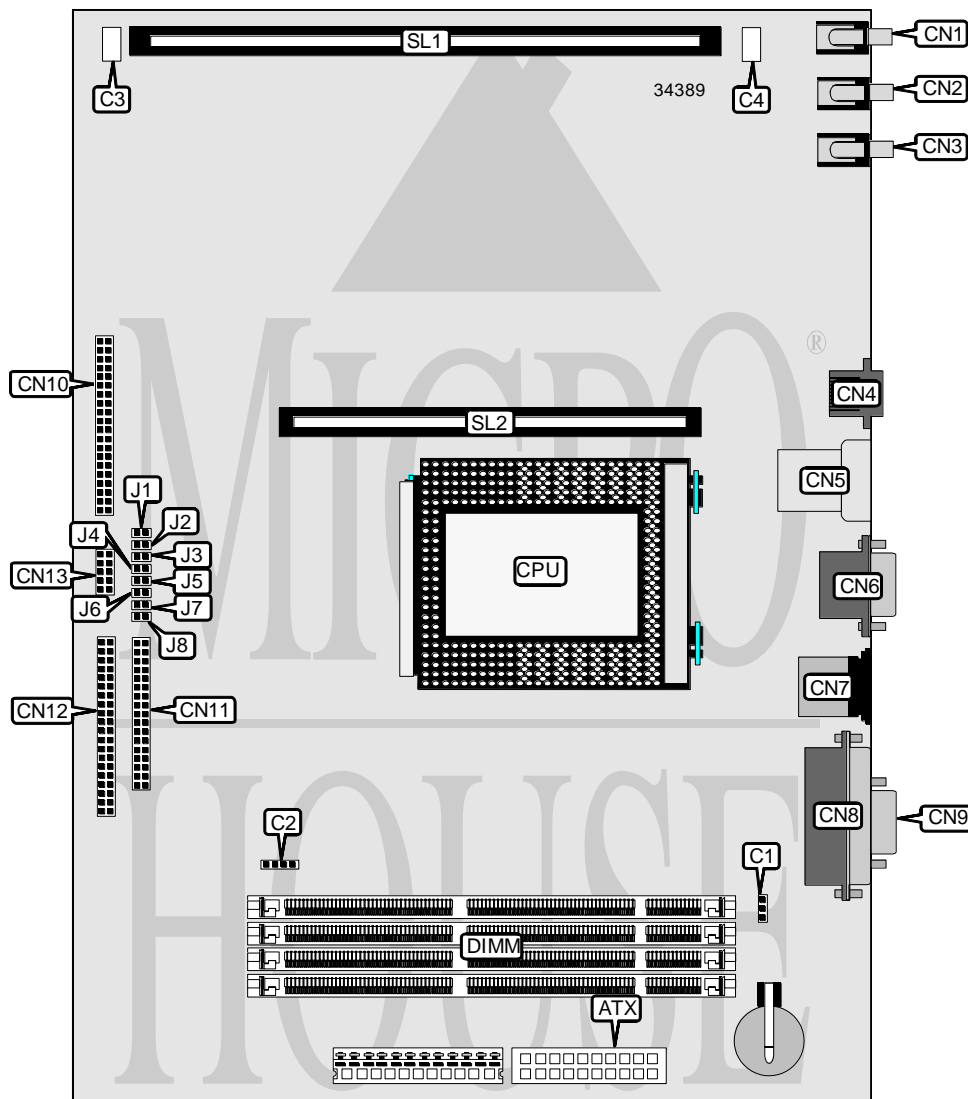 SL1
CN1
C3
34389
C4
CN2
CN3
MICRO
®
CN10
CN4
SL2
CN5
J1
J4
J2
J3
CN13
J5
CPU
CN6
J6
J7
J8
CN12
CN11
CN7
HOUSE
C2
CN8
CN9
C1
DIMM
ATX